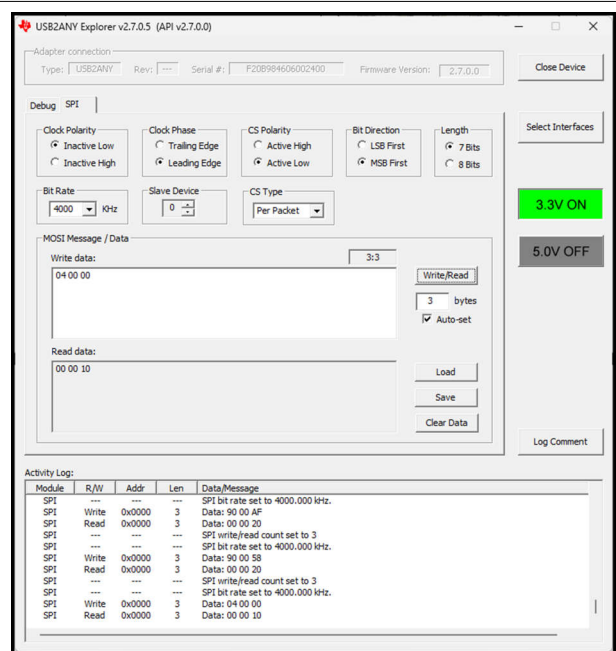 USB2ANY Explorer v2.7.0.5 (API v2.7.0.0)
Adapter connection
Type: USB2ANY Rev: --- Serial #: F20B984606002400 Firmware Version: 2.7.0.0
Close Device
Debug SPI
Select Interfaces
Clock Polarity
Inactive Low
Inactive High
Clock Phase
Trailing Edge
Leading Edge
CS Polarity
Active High
Active Low
Bit Direction
LSB First
MSB First
Length
7 Bits
8 Bits
Bit Rate
4000 KHz
Slave Device
0
CS Type
Per Packet
3.3V ON
5.0V OFF
MOSI Message / Data
Write data: 3:3
04 00 00
Write/Read
3 bytes
Auto-set
Read data:
00 00 10
Load
Save
Clear Data
Log Comment
Activity Log:
Module R/W Addr Len Data/Message
SPI --- --- --- SPI bit rate set to 4000.000 kHz.
SPI Write 0x0000 3 Data: 90 00 AF
SPI Read 0x0000 3 Data: 00 00 20
SPI --- --- --- SPI write/read count set to 3
SPI --- --- --- SPI bit rate set to 4000.000 kHz.
SPI Write 0x0000 3 Data: 90 00 58
SPI Read 0x0000 3 Data: 00 00 20
SPI --- --- --- SPI write/read count set to 3
SPI --- --- --- SPI bit rate set to 4000.000 kHz.
SPI Write 0x0000 3 Data: 04 00 00
SPI Read 0x0000 3 Data: 00 00 10